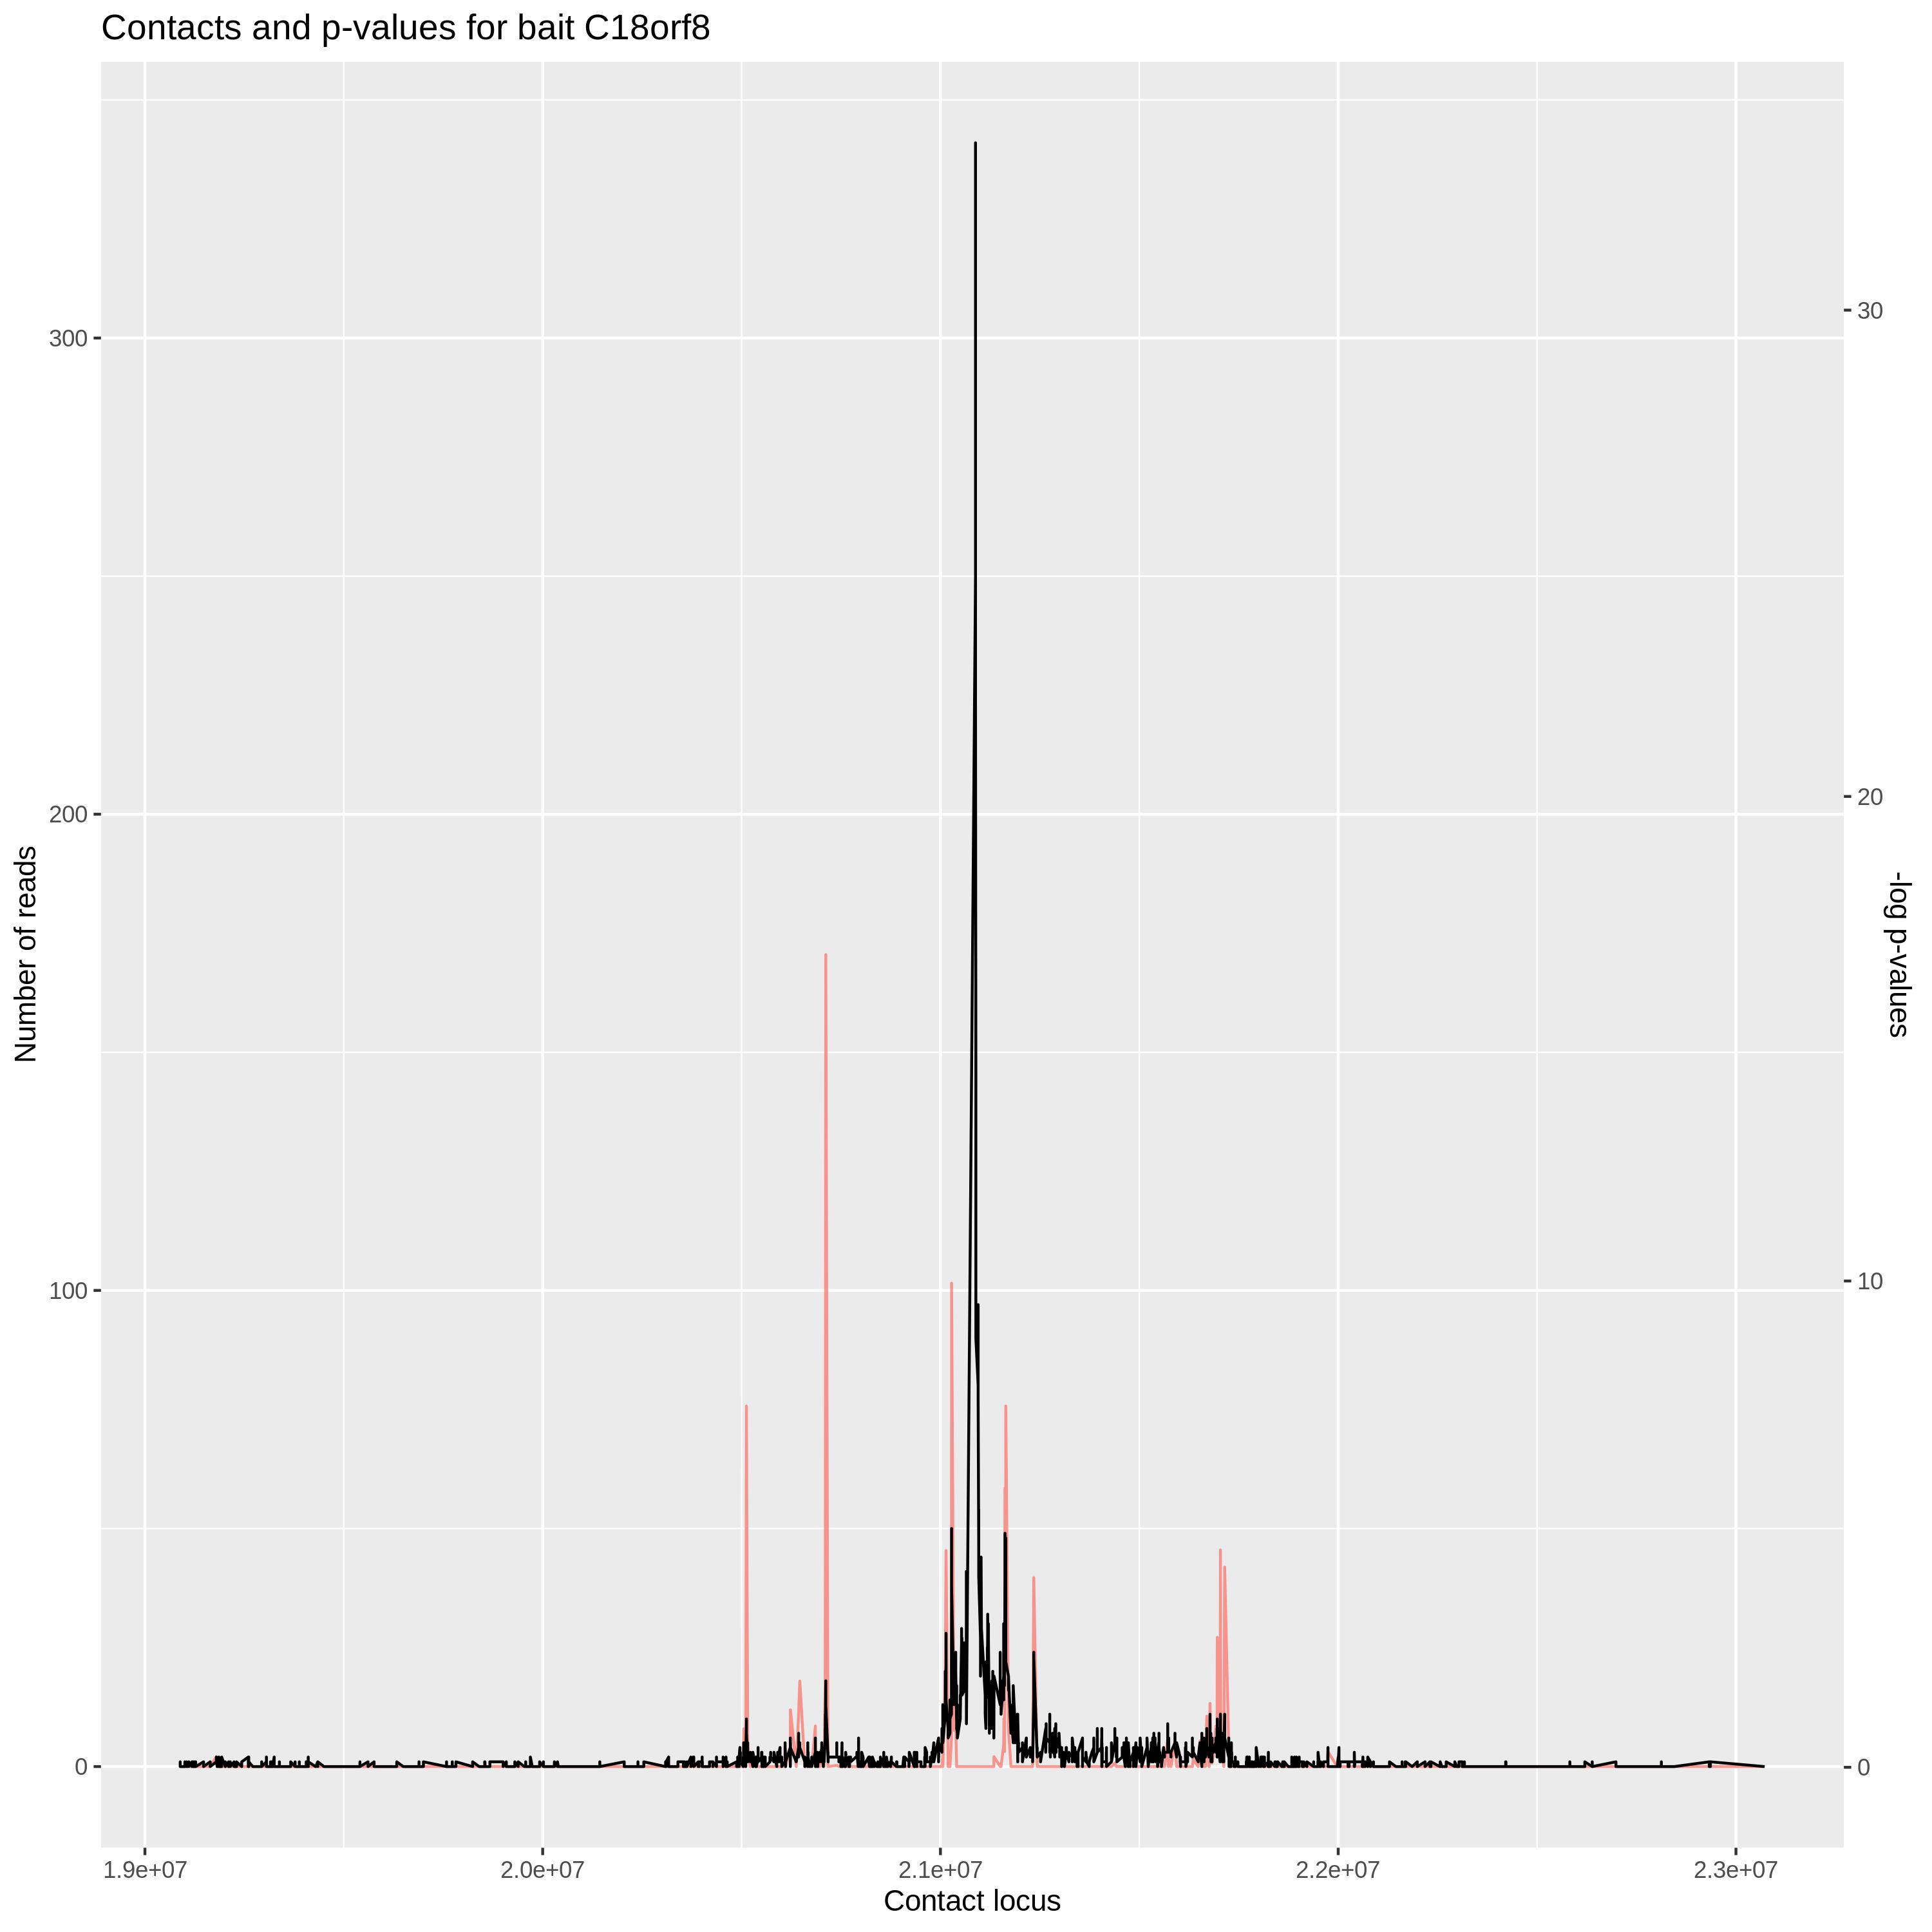 Contacts and p-values for bait C18orf8
300
200
100
0
30
20
10
0
Number of reads
-log p-values
1.9e+07 2.0e+07 2.1e+07 2.2e+07 2.3e+07
Contact locus